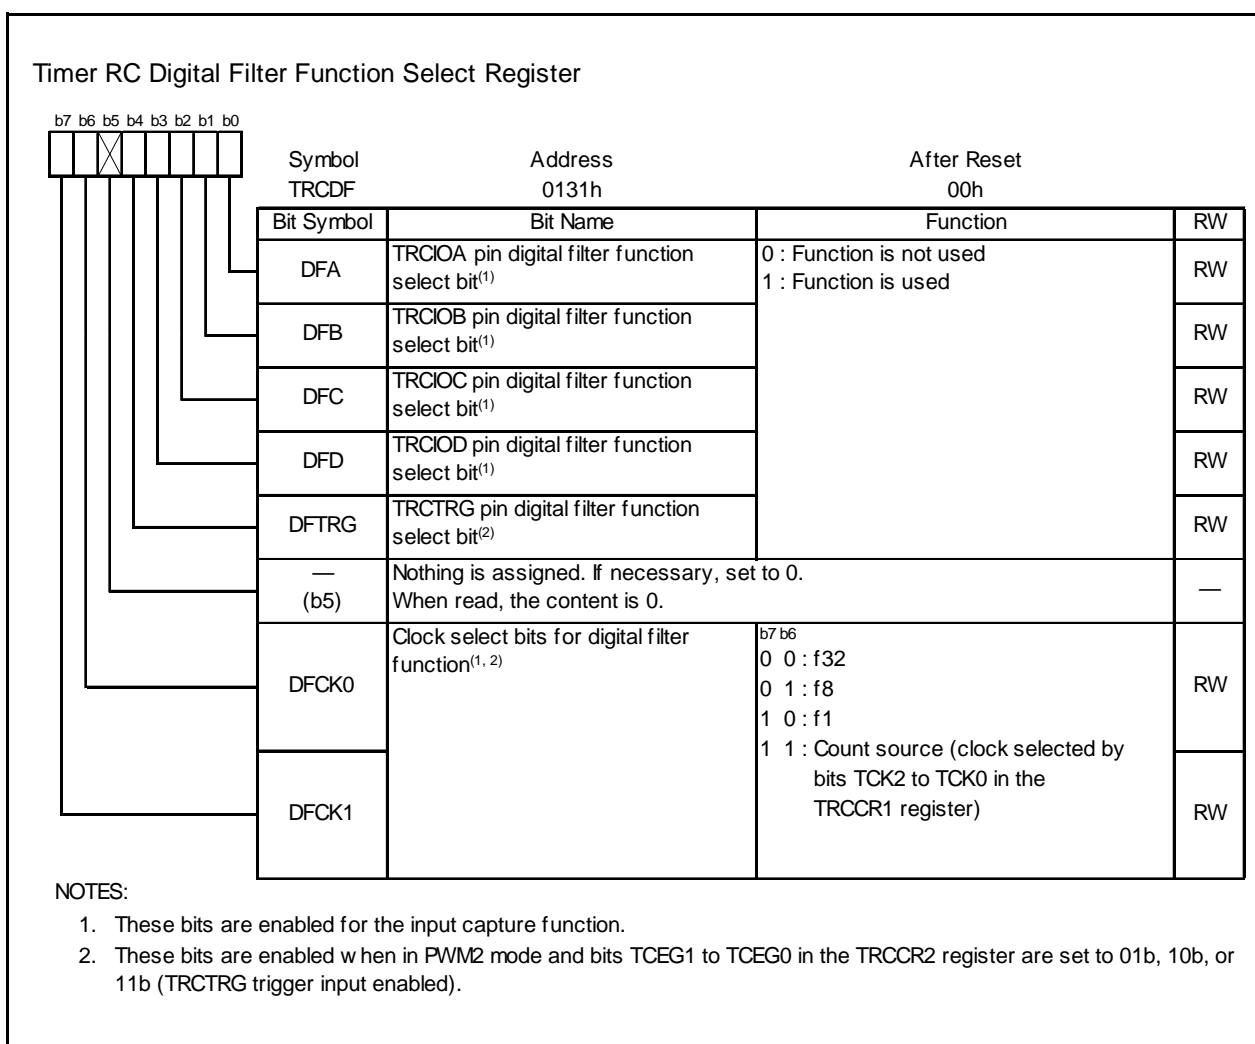 Timer RC Digital Filter Function Select Register
b7 b6 b5 b4 b3 b2 b1 b0
Symbol Address After Reset
TRCDF 0131h 00h
Bit Symbol Bit Name Function RW
DFA TRCIOA pin digital filter function select bit(1) 0 : Function is not used RW
1 : Function is used
DFB TRCIOB pin digital filter function select bit(1) RW
DFC TRCIOC pin digital filter function select bit(1) RW
DFD TRCIOD pin digital filter function select bit(1) RW
DFTRG TRCTRG pin digital filter function select bit(2) RW
— (b5) Nothing is assigned. If necessary, set to 0. —
When read, the content is 0.
DFCK0 Clock select bits for digital filter function(1, 2) b7 b6 RW
0 0 : f32
0 1 : f8
1 0 : f1
1 1 : Count source (clock selected by
bits TCK2 to TCK0 in the
DFCK1 TRCCR1 register) RW
NOTES:
1. These bits are enabled for the input capture function.
2. These bits are enabled w hen in PWM2 mode and bits TCEG1 to TCEG0 in the TRCCR2 register are set to 01b, 10b, or
11b (TRCTRG trigger input enabled).